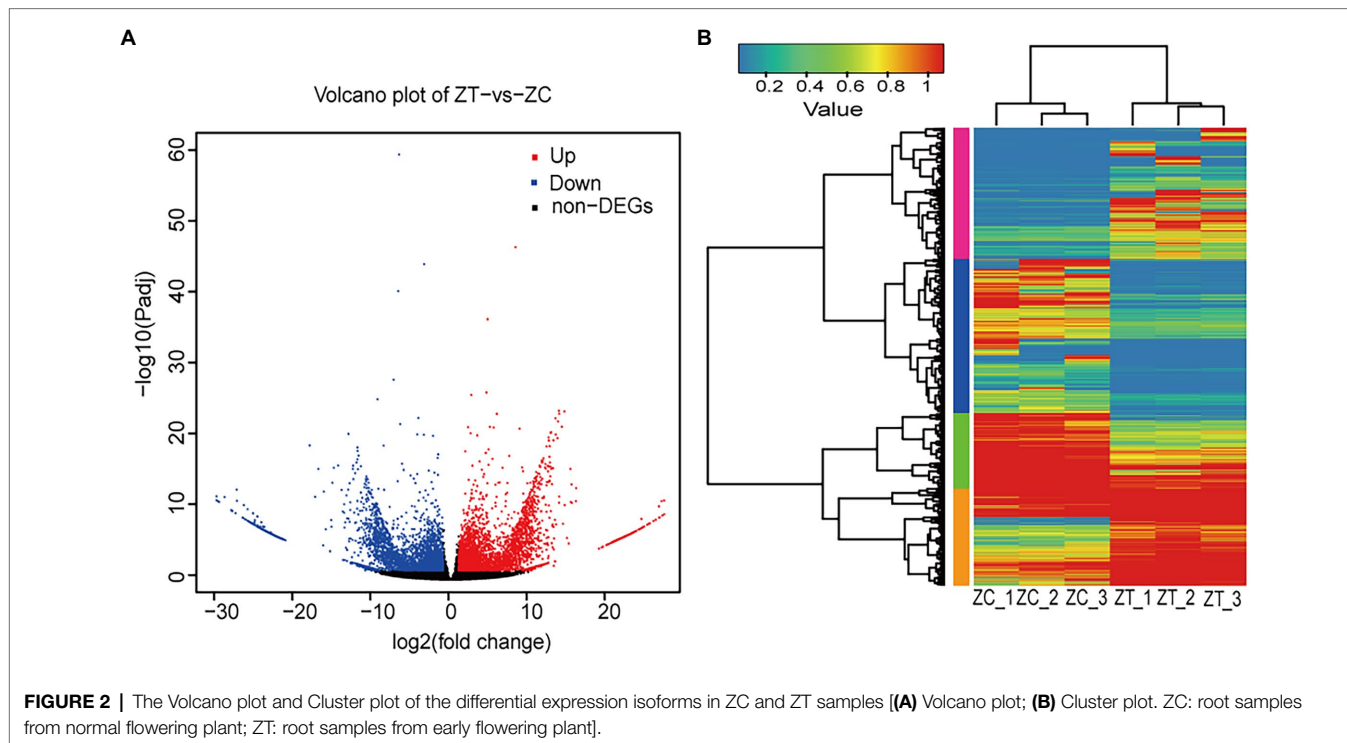 A
Volcano plot of ZT-vs-ZC
Up
Down
non-DEGs
60
50
40
30
20
10
0
-log10(Padj)
-30
-20
-10
0
10
20
log2(fold change)
B
0.2 0.4 0.6 0.8 1
Value
ZC_1 ZC_2 ZC_3 ZT_1 ZT_2 ZT_3
FIGURE 2 | The Volcano plot and Cluster plot of the differential expression isoforms in ZC and ZT samples [(A) Volcano plot; (B) Cluster plot. ZC: root samples
from normal flowering plant; ZT: root samples from early flowering plant].